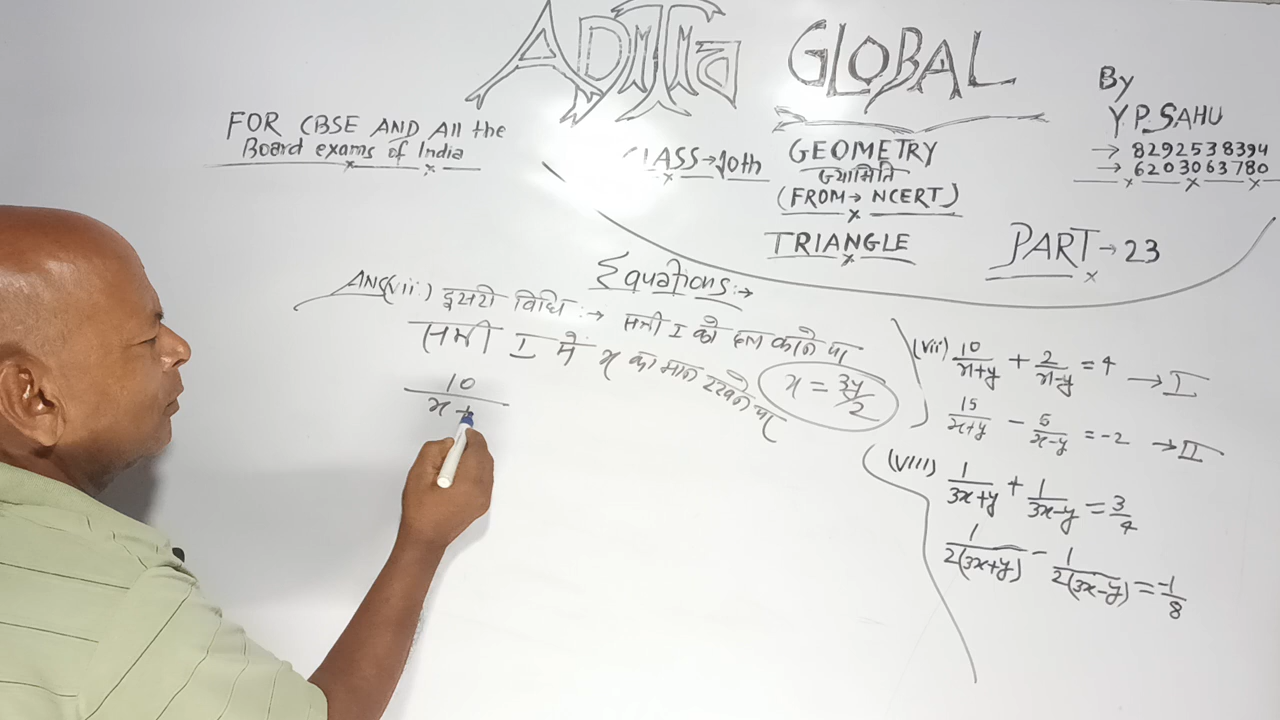 ADITYA GLOBAL
By
Y.P. SAHU
→ 8292538394
→ 6203063780
FOR CBSE AND All the
Board exams of India
CLASS→10th
GEOMETRY
ज्यामिति
(FROM→ NCERT)
TRIANGLE
PART→23
Equations:→
ANS(vii:) दूसरी विधि:→ समी I को हल करने पर
समी I में x का मान रखने पर
x = 3y/2
10
x +
(vii) 10/x+y + 2/x-y = 4 → I
15/x+y - 5/x-y = -2 → II
(VIII) 1/3x+y + 1/3x-y = 3/4
1/2(3x+y) - 1/2(3x-y) = -1/8